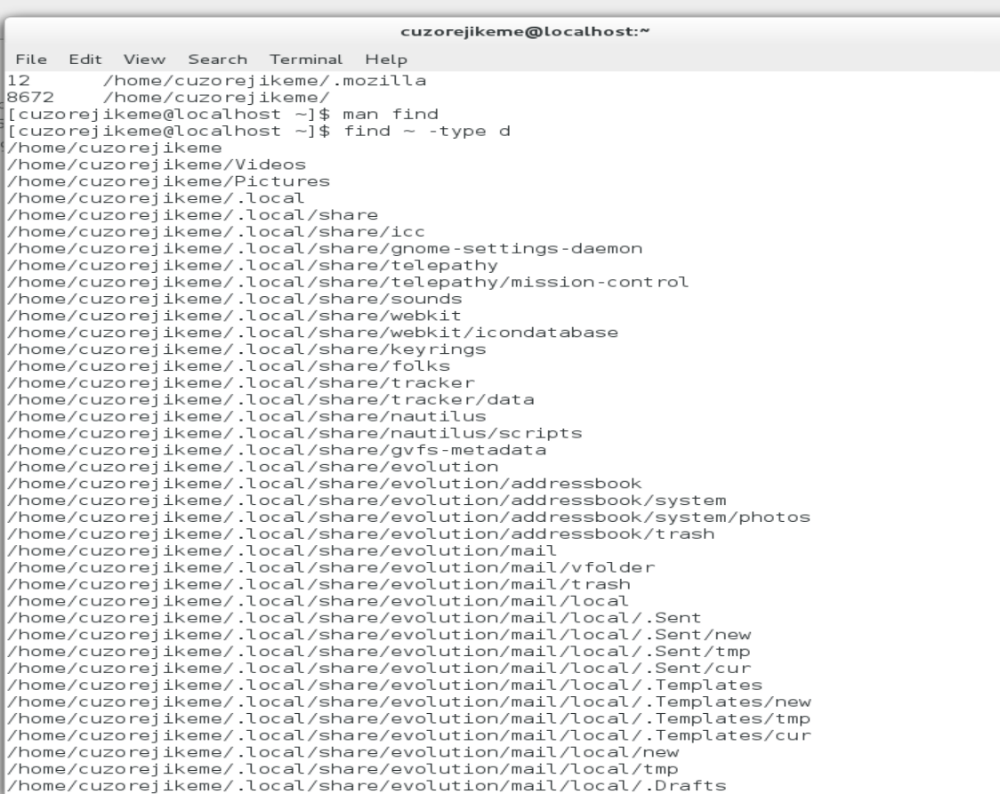 cuzorejikeme@localhost:~
File Edit View Search Terminal Help
12 /home/cuzorejikeme/.mozilla
8672 /home/cuzorejikeme/
[cuzorejikeme@localhost ~]$ man find
[cuzorejikeme@localhost ~]$ find ~ -type d
/home/cuzorejikeme
/home/cuzorejikeme/Videos
/home/cuzorejikeme/Pictures
/home/cuzorejikeme/.local
/home/cuzorejikeme/.local/share
/home/cuzorejikeme/.local/share/icc
/home/cuzorejikeme/.local/share/gnome-settings-daemon
/home/cuzorejikeme/.local/share/telepathy
/home/cuzorejikeme/.local/share/telepathy/mission-control
/home/cuzorejikeme/.local/share/sounds
/home/cuzorejikeme/.local/share/webkit
/home/cuzorejikeme/.local/share/webkit/icondatabase
/home/cuzorejikeme/.local/share/keyrings
/home/cuzorejikeme/.local/share/folks
/home/cuzorejikeme/.local/share/tracker
/home/cuzorejikeme/.local/share/tracker/data
/home/cuzorejikeme/.local/share/nautilus
/home/cuzorejikeme/.local/share/nautilus/scripts
/home/cuzorejikeme/.local/share/gvfs-metadata
/home/cuzorejikeme/.local/share/evolution
/home/cuzorejikeme/.local/share/evolution/addressbook
/home/cuzorejikeme/.local/share/evolution/addressbook/system
/home/cuzorejikeme/.local/share/evolution/addressbook/system/photos
/home/cuzorejikeme/.local/share/evolution/addressbook/trash
/home/cuzorejikeme/.local/share/evolution/mail
/home/cuzorejikeme/.local/share/evolution/mail/vfolder
/home/cuzorejikeme/.local/share/evolution/mail/trash
/home/cuzorejikeme/.local/share/evolution/mail/local
/home/cuzorejikeme/.local/share/evolution/mail/local/.Sent
/home/cuzorejikeme/.local/share/evolution/mail/local/.Sent/new
/home/cuzorejikeme/.local/share/evolution/mail/local/.Sent/tmp
/home/cuzorejikeme/.local/share/evolution/mail/local/.Sent/cur
/home/cuzorejikeme/.local/share/evolution/mail/local/.Templates
/home/cuzorejikeme/.local/share/evolution/mail/local/.Templates/new
/home/cuzorejikeme/.local/share/evolution/mail/local/.Templates/tmp
/home/cuzorejikeme/.local/share/evolution/mail/local/.Templates/cur
/home/cuzorejikeme/.local/share/evolution/mail/local/new
/home/cuzorejikeme/.local/share/evolution/mail/local/tmp
/home/cuzorejikeme/.local/share/evolution/mail/local/.Drafts